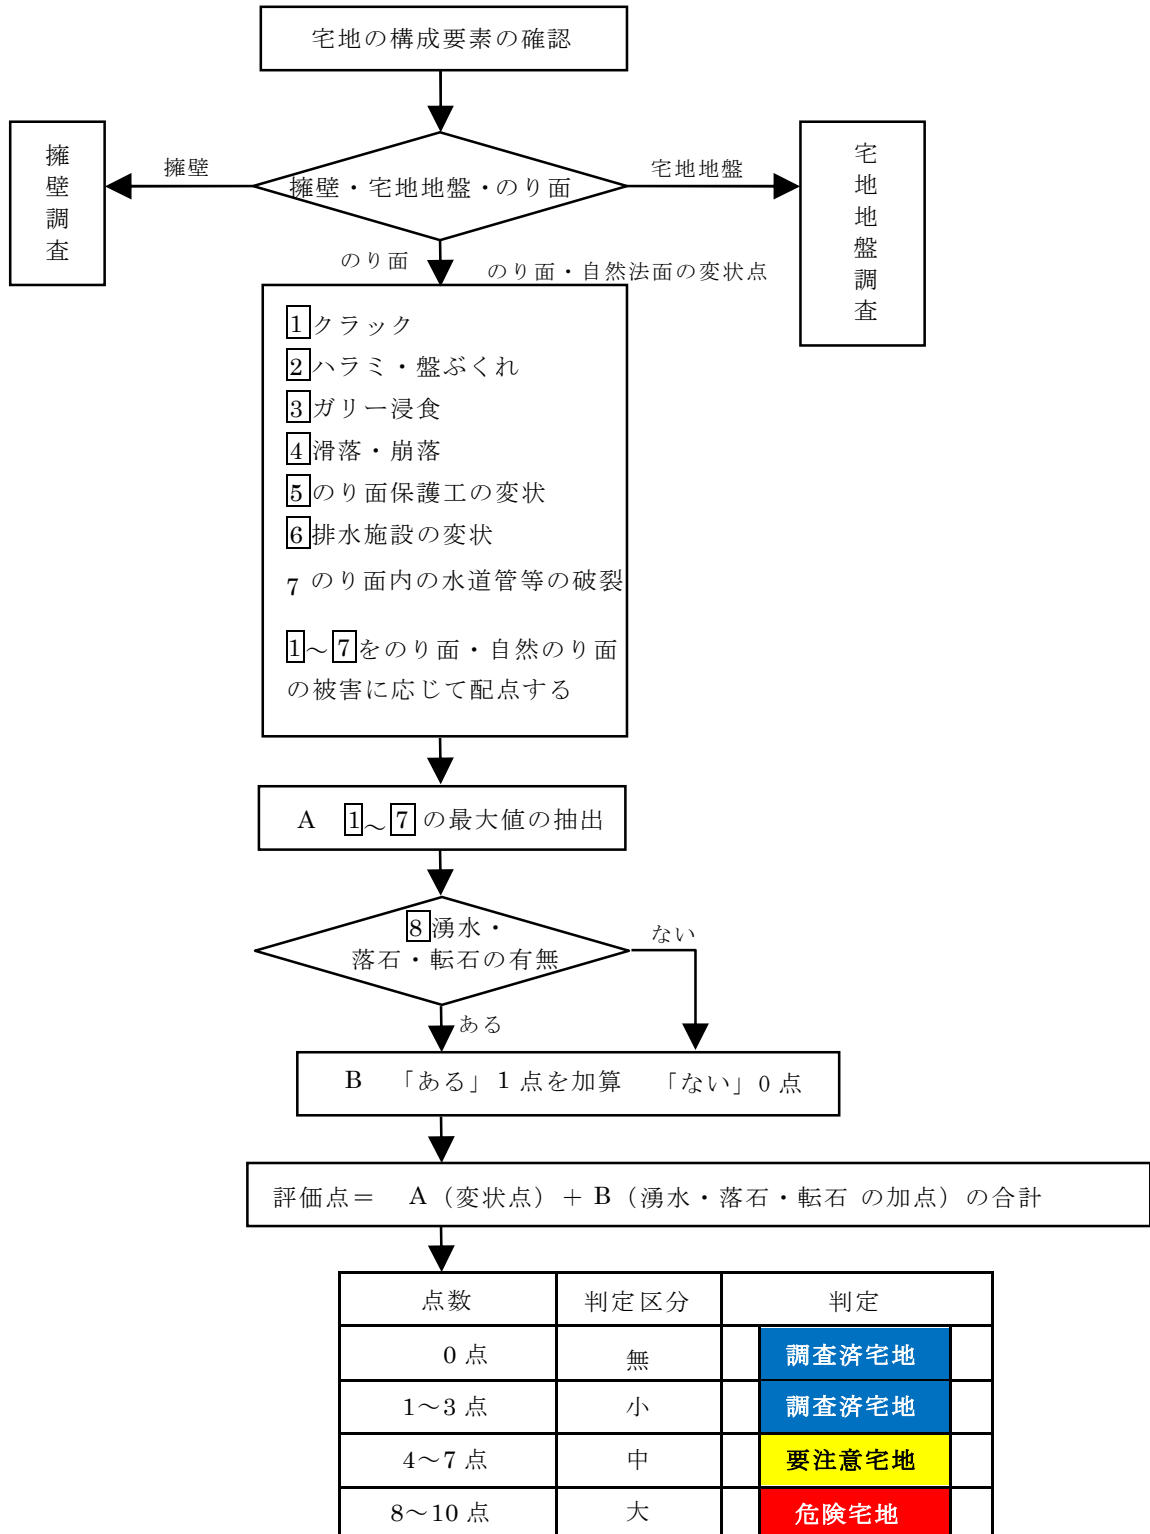 宅地の構成要素の確認
擁壁・宅地地盤・のり面
擁壁
宅地地盤
擁壁調査
宅地地盤調査
のり面
のり面・自然法面の変状点
1 クラック
2 ハラミ・盤ぶくれ
3 ガリー浸食
4 滑落・崩落
5 のり面保護工の変状
6 排水施設の変状
7 のり面内の水道管等の破裂
1～7をのり面・自然のり面
の被害に応じて配点する
A 1～7 の最大値の抽出
8 湧水・
落石・転石の有無
ない
ある
B 「ある」1 点を加算 「ない」0 点
評価点＝ A（変状点）＋B（湧水・落石・転石 の加点）の合計
点数 判定区分 判定
0 点 無 調査済宅地
1～3 点 小 調査済宅地
4～7 点 中 要注意宅地
8～10 点 大 危険宅地